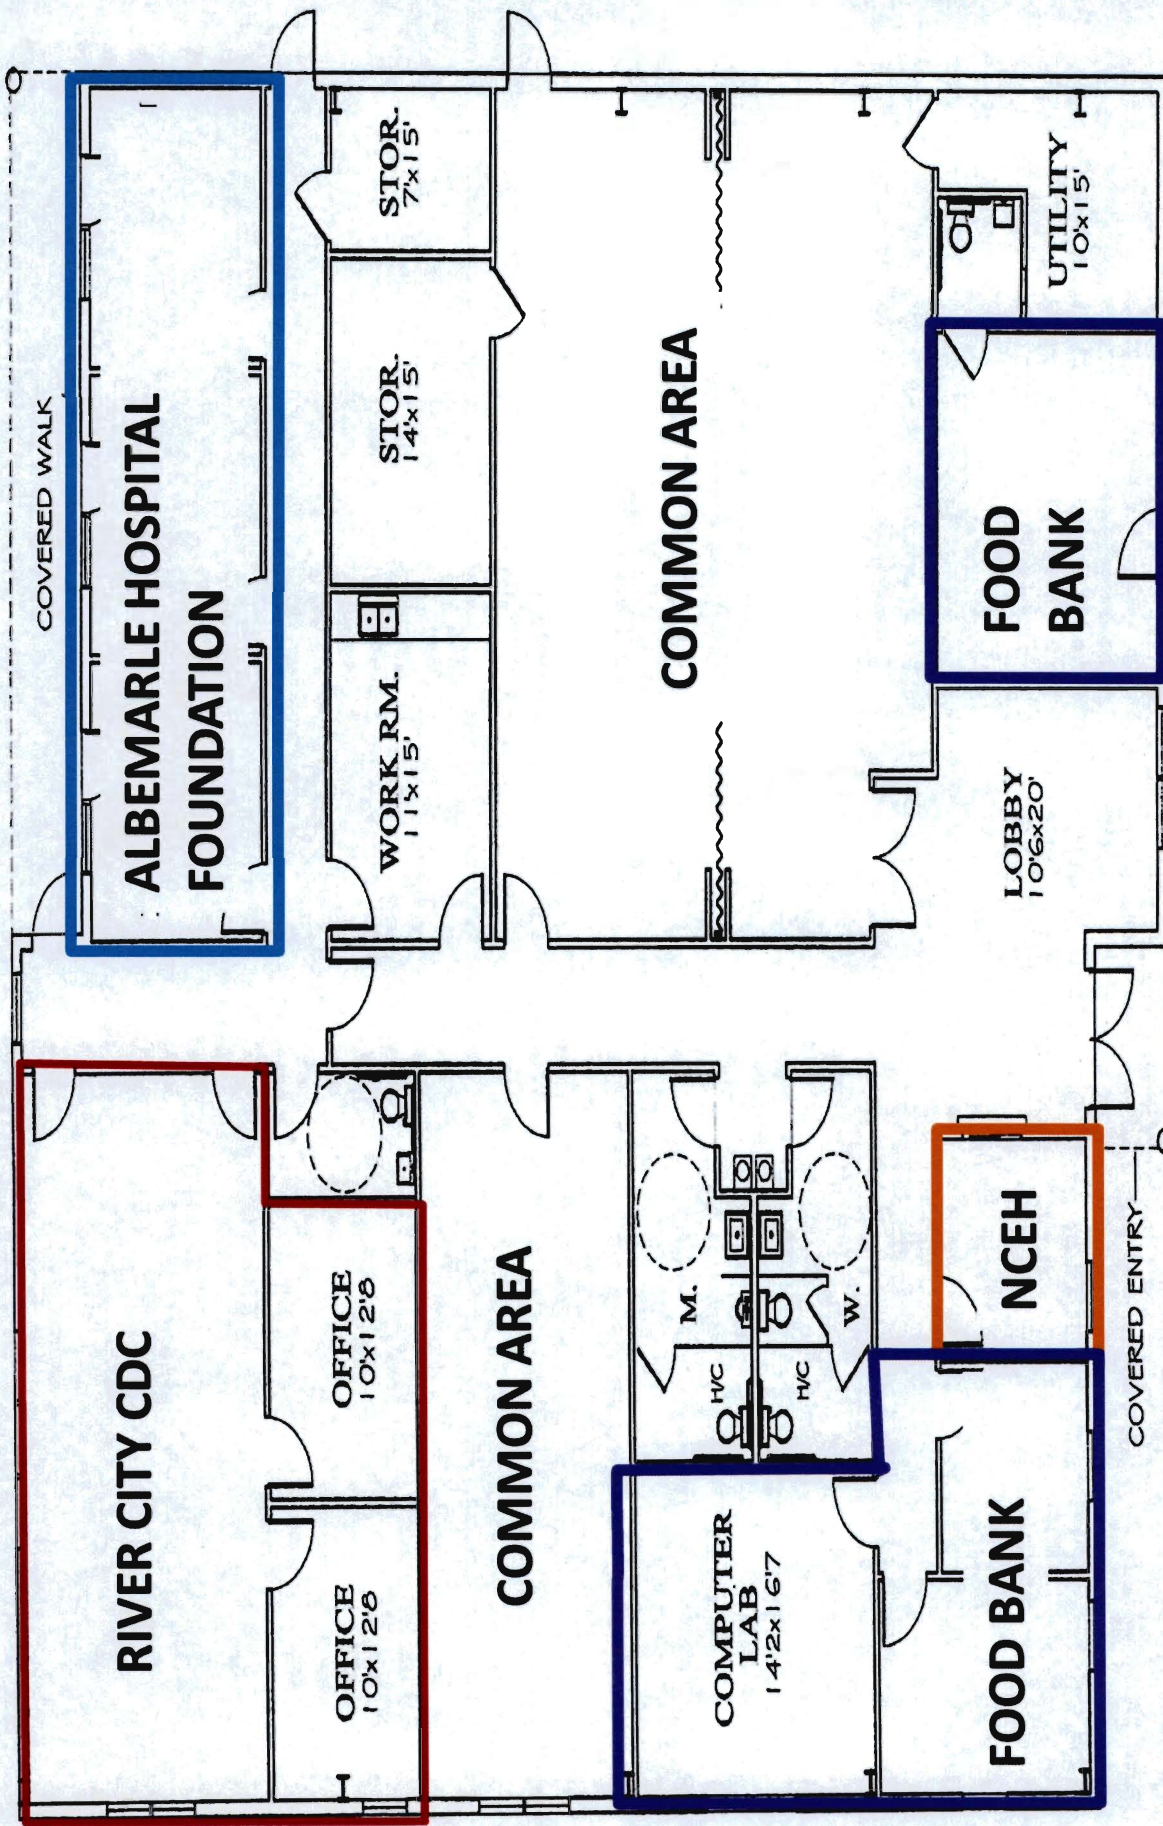 COVERED WALK
RIVER CITY CDC
ALBEMARLE HOSPITAL
FOUNDATION
OFFICE
10'x12'8
OFFICE
10'x12'8
WORK RM.
11'x15'
STOR.
14'x15'
STOR.
7'x15'
COMMON AREA
COMMON AREA
COMPUTER
LAB
14'2x16'7
M.
H/C
H/C
W.
FOOD BANK
NCEH
LOBBY
10'6x20'
FOOD
BANK
UTILITY
10'x15'
COVERED ENTRY